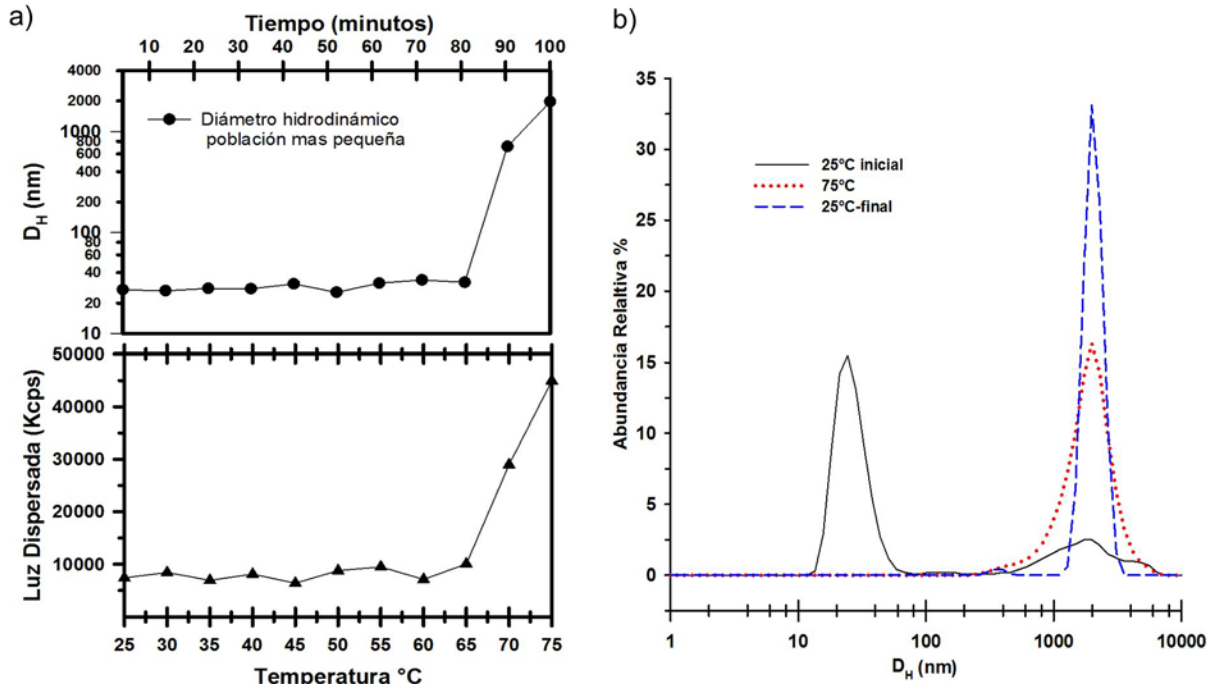 a)
Tiempo (minutos)
10 20 30 40 50 60 70 80 90 100
4000
2000
1000
800
600
400
200
100
80
60
40
20
10
D_H (nm)
Diámetro hidrodinámico
población mas pequeña
50000
40000
30000
20000
10000
Luz Dispersada (Kcps)
25 30 35 40 45 50 55 60 65 70 75
Temperatura °C
b)
35
30
25
20
15
10
5
0
Abundancia Relaltiva %
25ºC inicial
75ºC
25ºC-final
1 10 100 1000 10000
D_H (nm)